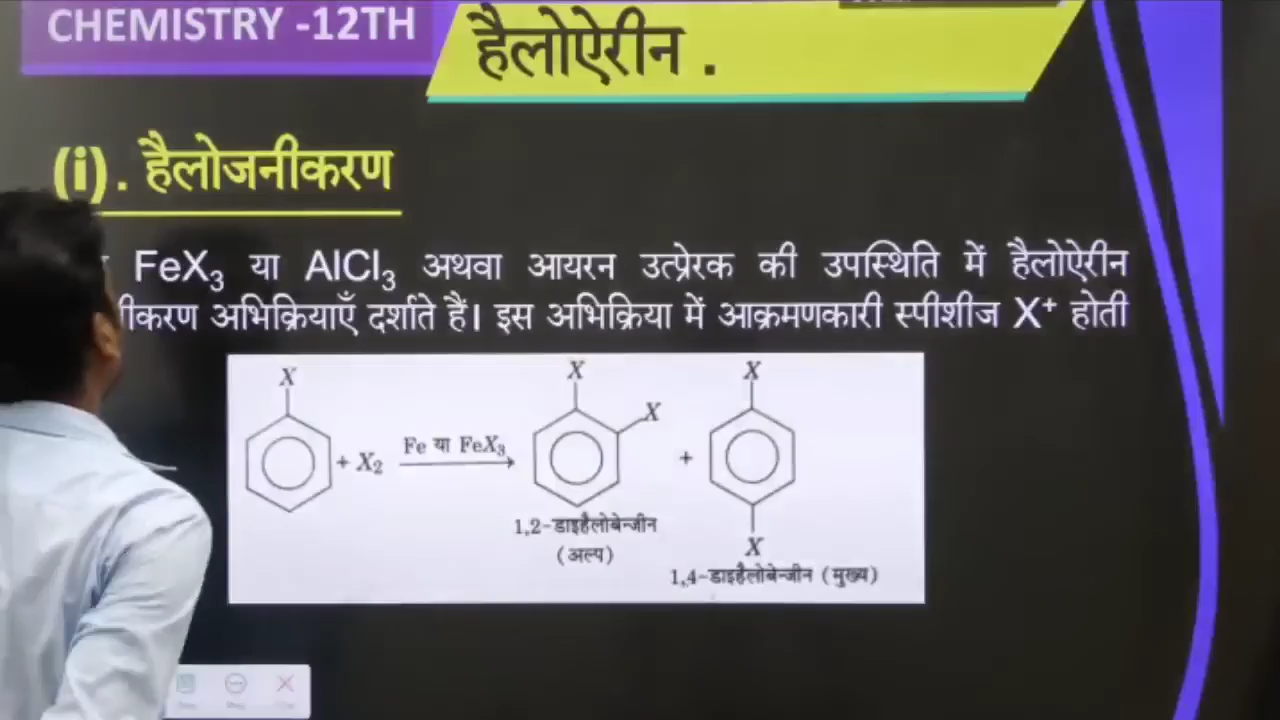 CHEMISTRY -12TH
हैलोऐरीन .
(i). हैलोजनीकरण
FeX3 या AlCl3 अथवा आयरन उत्प्रेरक की उपस्थिति में हैलोऐरीन
अभिक्रियाएँ दर्शाते हैं। इस अभिक्रिया में आक्रमणकारी स्पीशीज X+ होती
X
X
X
X
+ X2
Fe या FeX3
+
X
1,2-डाइहैलोबेन्जीन
(अल्प)
1,4-डाइहैलोबेन्जीन (मुख्य)